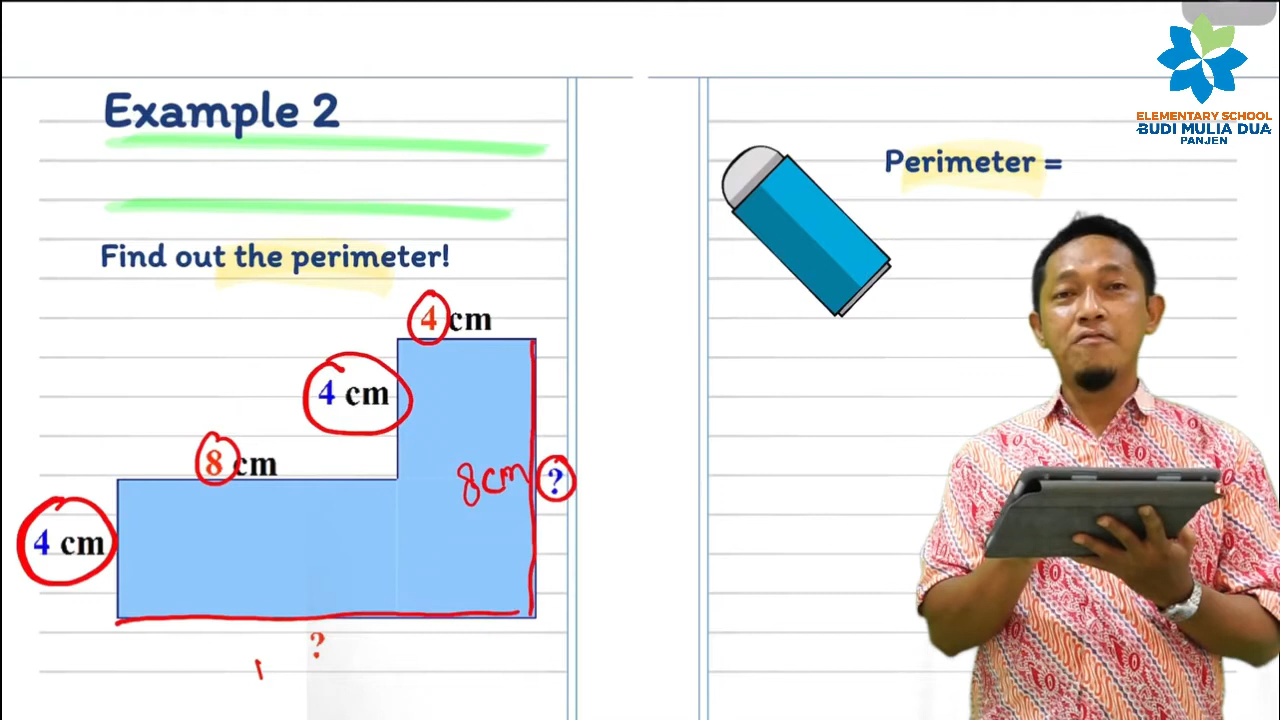 Example 2
Find out the perimeter!
4 cm
4 cm
8 cm
8cm
?
4 cm
?
1
Perimeter =
ELEMENTARY SCHOOL
BUDI MULIA DUA
PANJEN